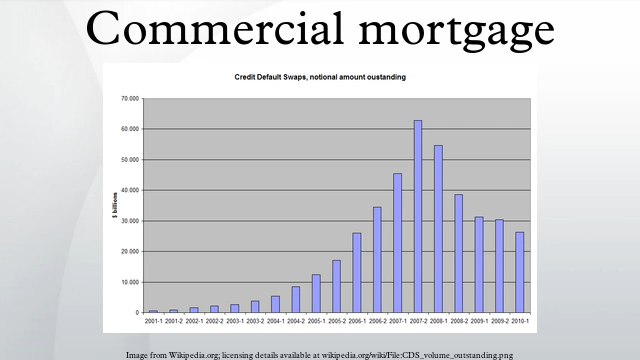 Commercial mortgage
Credit Default Swaps, notional amount oustanding
70.000
60.000
50.000
40.000
30.000
20.000
10.000
0
$ billions
2001-1 2001-2 2002-1 2002-2 2003-1 2003-2 2004-1 2004-2 2005-1 2005-2 2006-1 2006-2 2007-1 2007-2 2008-1 2008-2 2009-1 2009-2 2010-1
Image from Wikipedia.org; licensing details available at wikipedia.org/wiki/File:CDS_volume_outstanding.png